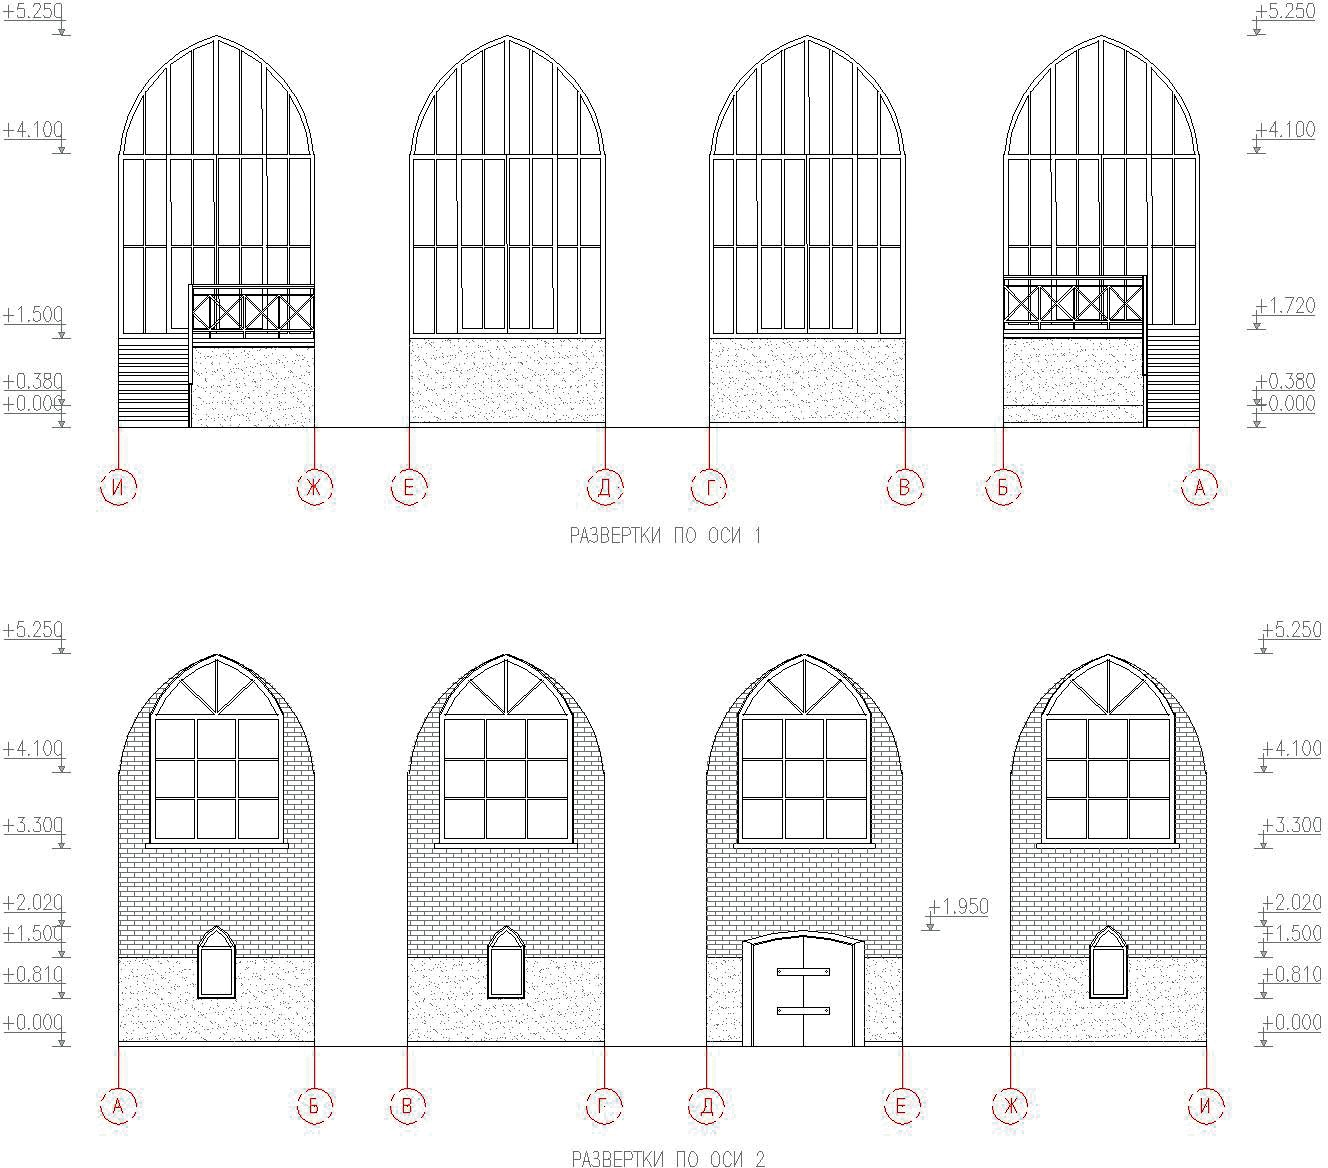 +5.250 +5.250
+4.100 +4.100
+1.500 +1.720
+0.380 +0.380
+0.000 +0.000
И Ж Е Д Г В Б А
РАЗВЕРТКИ ПО ОСИ 1
+5.250 +5.250
+4.100 +4.100
+3.300 +3.300
+2.020 +1.950 +2.020
+1.500 +1.500
+0.810 +0.810
+0.000 +0.000
А Б В Г Д Е Ж И
РАЗВЕРТКИ ПО ОСИ 2